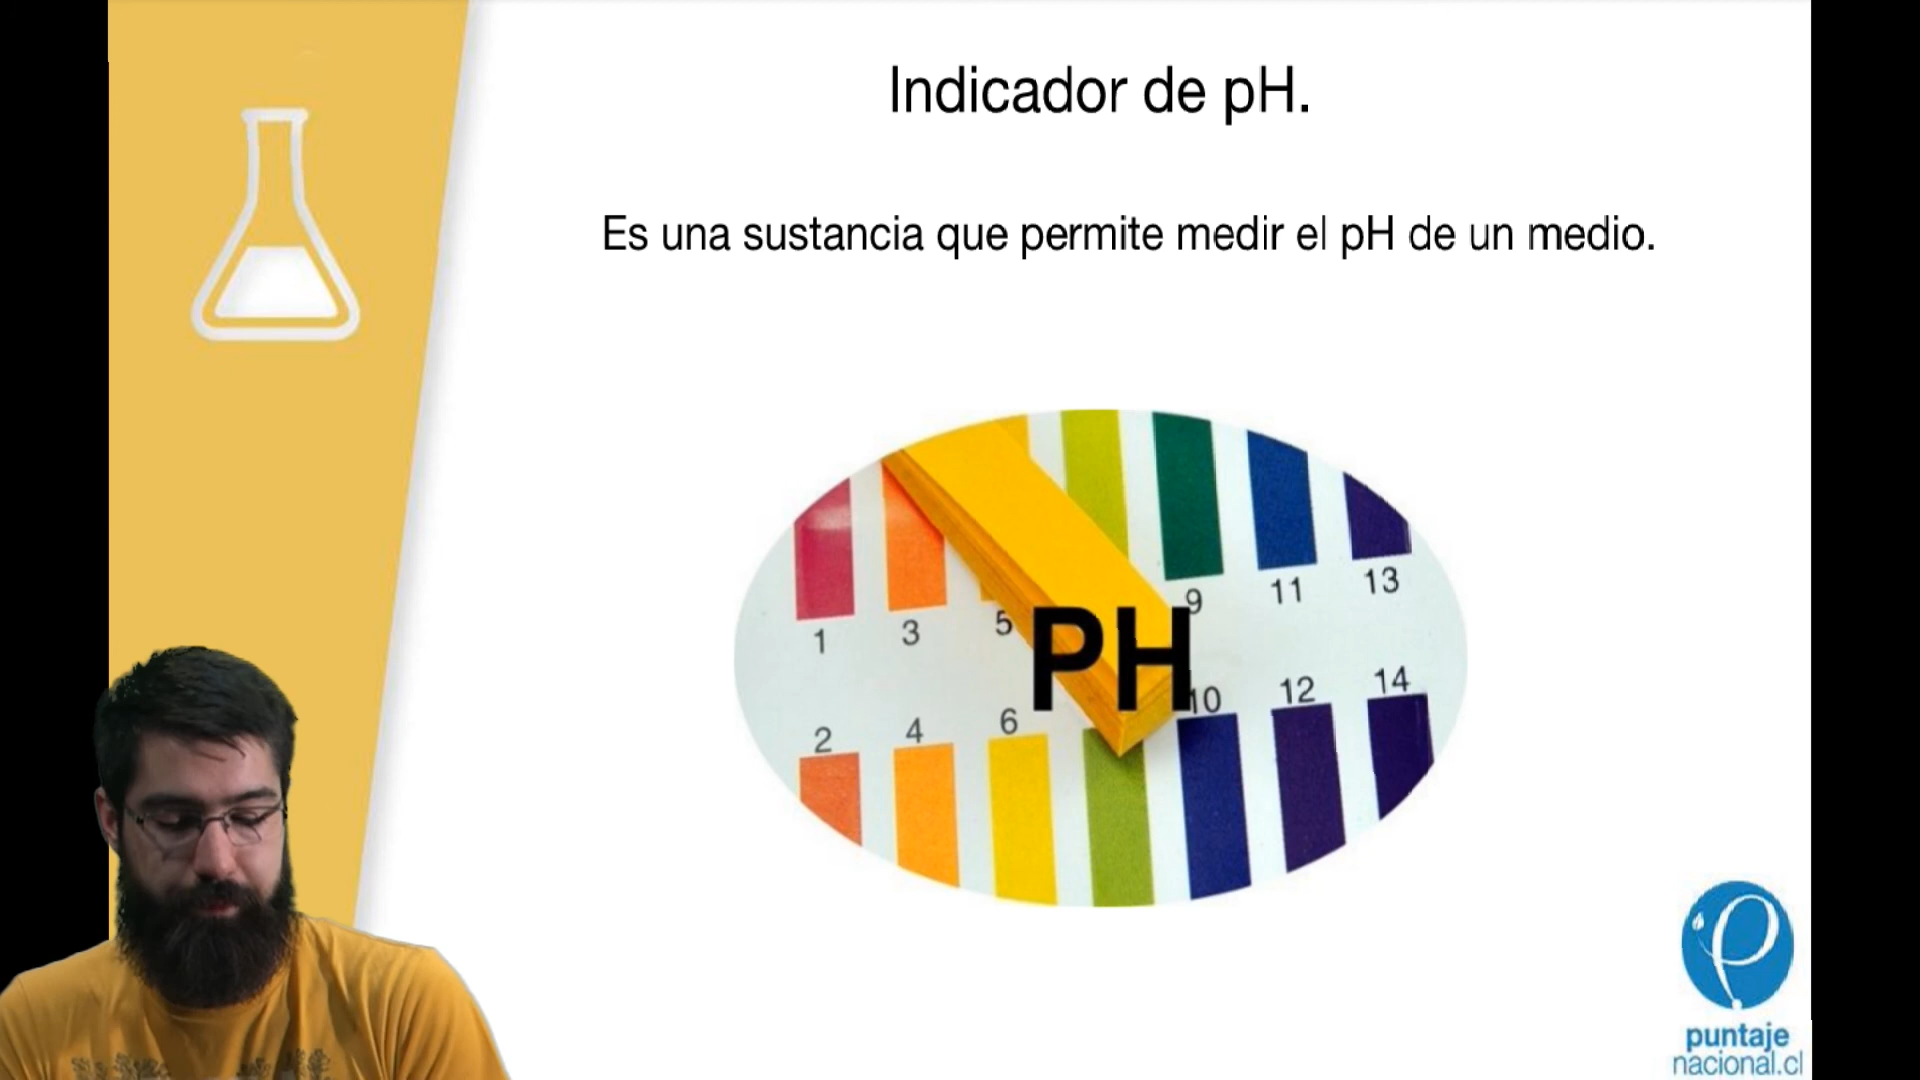 Indicador de pH.
Es una sustancia que permite medir el pH de un medio.
1
3
5
9
11
13
PH
2
4
6
10
12
14
puntaje
nacional.cl